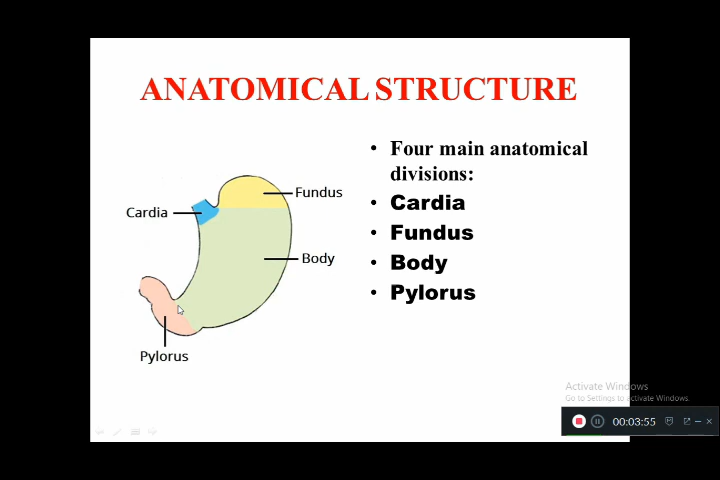 ANATOMICAL STRUCTURE
Fundus
Cardia
Body
Pylorus
• Four main anatomical
divisions:
• Cardia
• Fundus
• Body
• Pylorus
Activate Windows
Go to Settings to activate Windows.
00:03:55